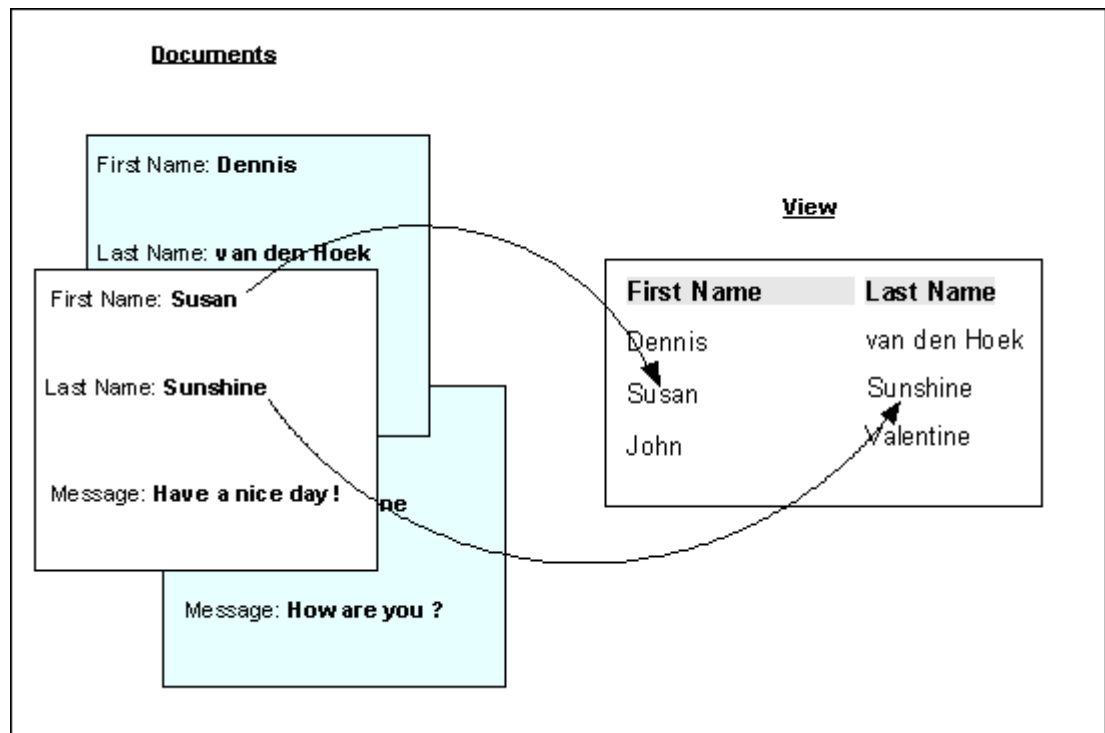 Documents
First Name: Dennis
Last Name: van den Hoek
First Name: Susan
Last Name: Sunshine
Message: Have a nice day !
ne
Message: How are you ?
View
First Name Last Name
Dennis van den Hoek
Susan Sunshine
John Valentine